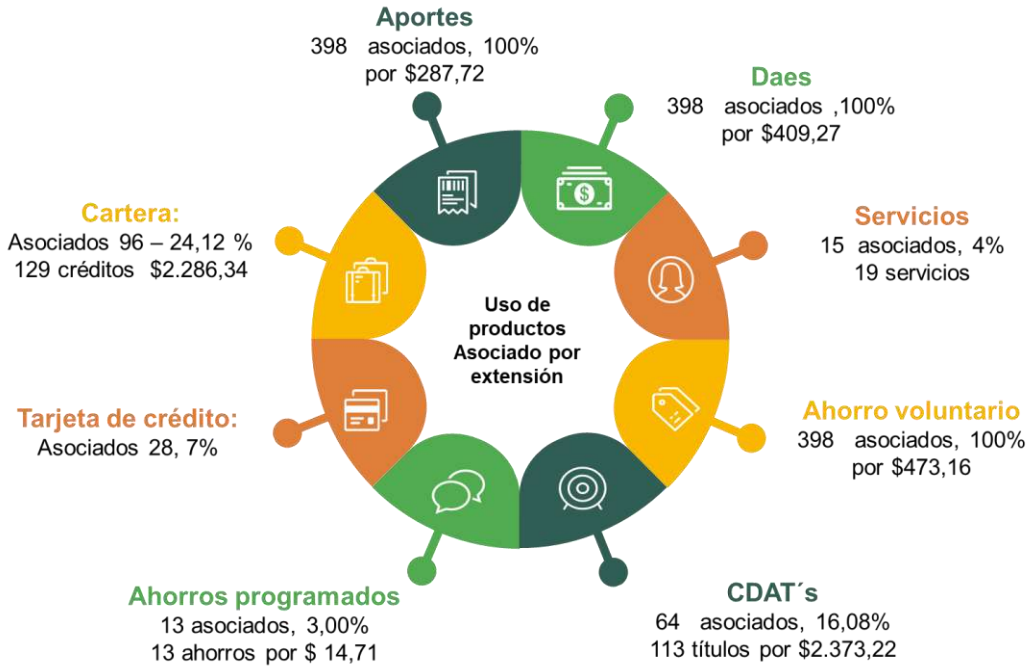 Aportes
398 asociados, 100%
por $287,72
Daes
398 asociados ,100%
por $409,27
Cartera:
Asociados 96 – 24,12 %
129 créditos $2.286,34
Servicios
15 asociados, 4%
19 servicios
Uso de
productos
Asociado por
extensión
Tarjeta de crédito:
Asociados 28, 7%
Ahorro voluntario
398 asociados, 100%
por $473,16
Ahorros programados
13 asociados, 3,00%
13 ahorros por $ 14,71
CDAT´s
64 asociados, 16,08%
113 títulos por $2.373,22